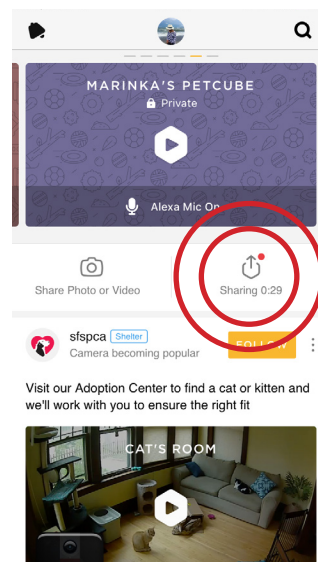 MARINKA'S PETCUBE
Private
Alexa Mic On
Share Photo or Video
Sharing 0:29
sfspca Shelter
FOLLOW
Camera becoming popular
Visit our Adoption Center to find a cat or kitten and
we'll work with you to ensure the right fit
CAT'S ROOM